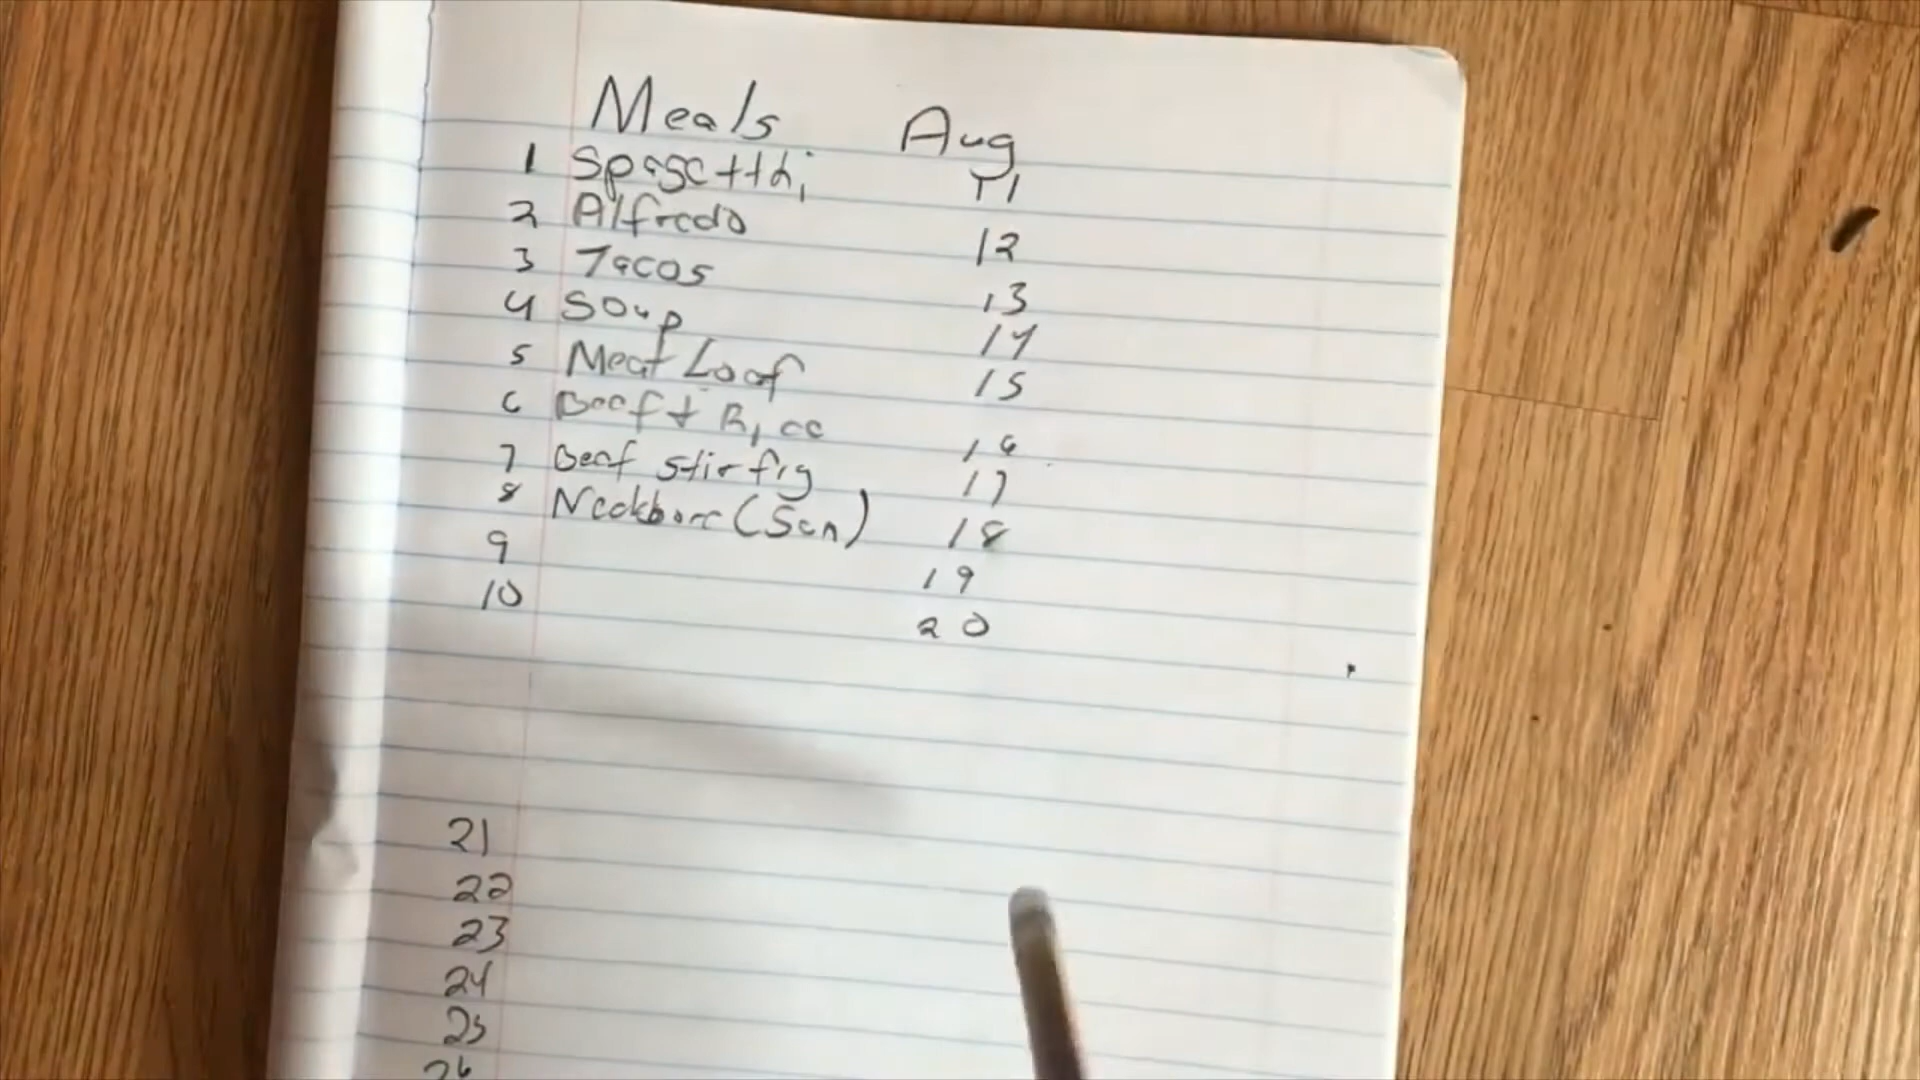 Meals Aug
1 Spagetthi 11
2 Alfredo 12
3 Tacos 13
4 Soup 14
5 Meat Loaf 15
6 Beef + Rice 16
7 Beef stir fry 17
8 Neckbone (Sun) 18
9 19
10 20
21
22
23
24
25
26